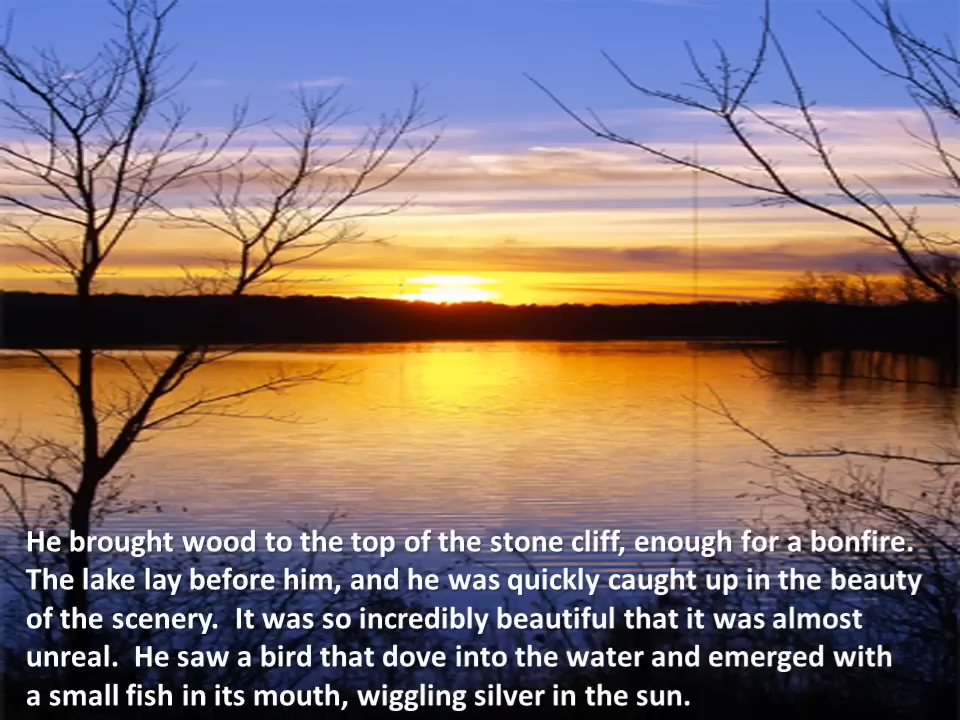 He brought wood to the top of the stone cliff, enough for a bonfire.
The lake lay before him, and he was quickly caught up in the beauty
of the scenery.  It was so incredibly beautiful that it was almost
unreal.  He saw a bird that dove into the water and emerged with
a small fish in its mouth, wiggling silver in the sun.